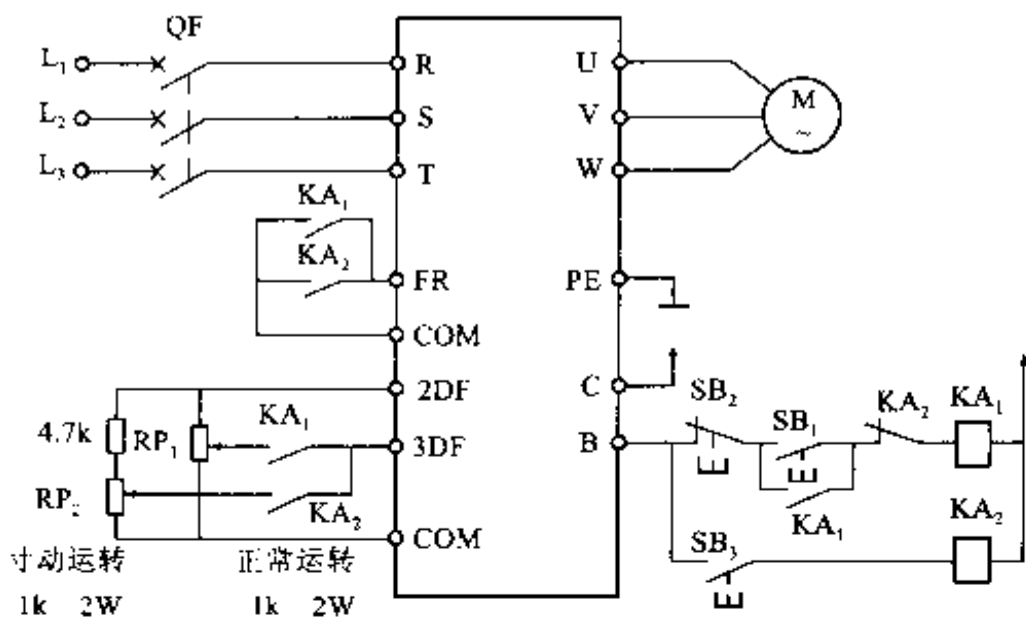 QF
L₁ R U M ~
L₂ S V
L₃ T W
KA₁
KA₂
FR PE
COM
2DF C
SB₂ SB₁ KA₂ KA₁
4.7k RP₁ KA₁ 3DF B
RP₂ KA₂ KA₁ KA₂
COM SB₃
寸动运转 正常运转
1k 2W 1k 2W